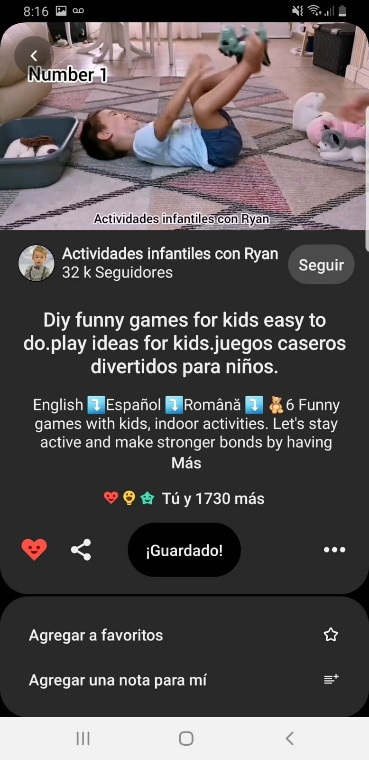 8:16
Number 1
Actividades infantiles con Ryan
Actividades infantiles con Ryan
32 k Seguidores
Seguir
Diy funny games for kids easy to
do.play ideas for kids.juegos caseros
divertidos para niños.
English ⤵️Español ⤵️Română ⤵️ 🧸6 Funny
games with kids, indoor activities. Let's stay
active and make stronger bonds by having
Más
Tú y 1730 más
¡Guardado!
Agregar a favoritos
Agregar una nota para mí